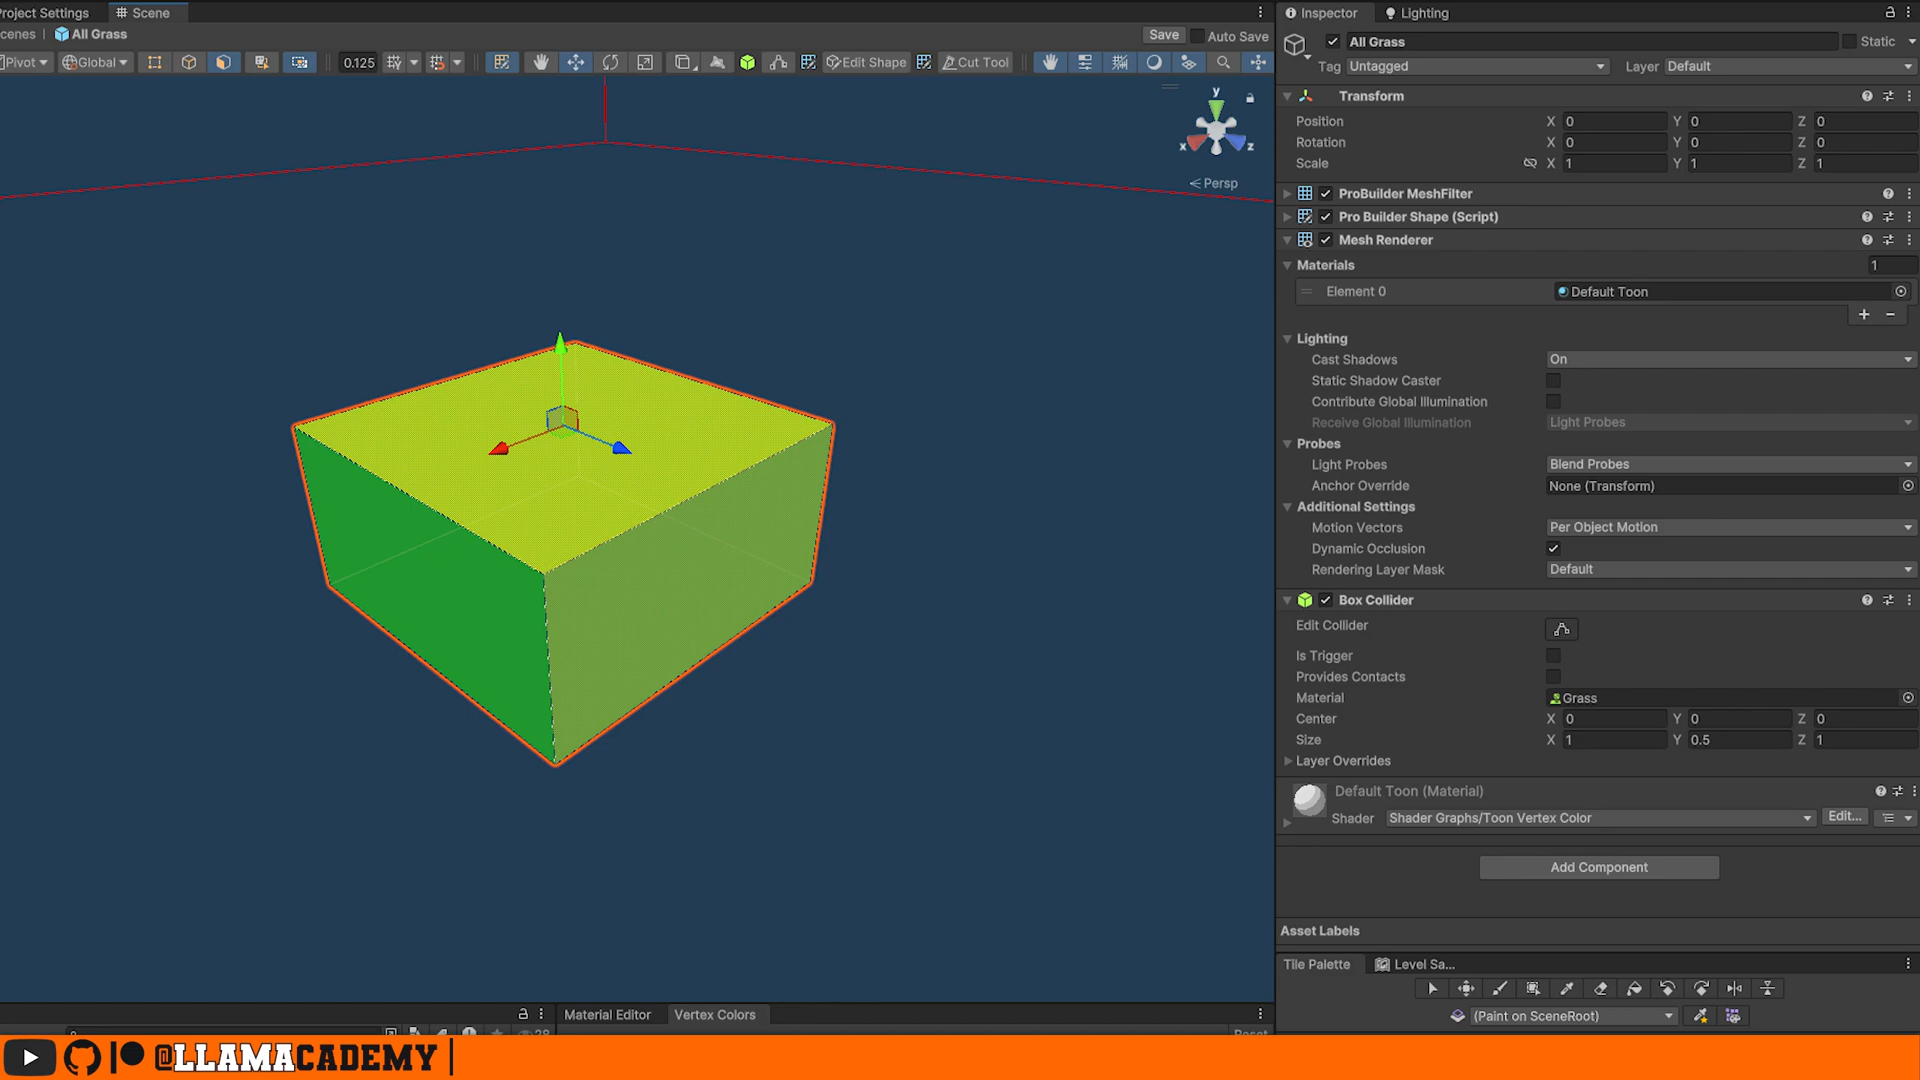 Project Settings
Scene
Scenes
All Grass
Save
Auto Save
Pivot
Global
0.125
Edit Shape
Cut Tool
y
x
z
Persp
Inspector
Lighting
All Grass
Static
Tag
Untagged
Layer
Default
Transform
Position X 0 Y 0 Z 0
Rotation X 0 Y 0 Z 0
Scale X 1 Y 1 Z 1
ProBuilder MeshFilter
Pro Builder Shape (Script)
Mesh Renderer
Materials 1
Element 0 Default Toon
Lighting
Cast Shadows On
Static Shadow Caster
Contribute Global Illumination
Receive Global Illumination Light Probes
Probes
Light Probes Blend Probes
Anchor Override None (Transform)
Additional Settings
Motion Vectors Per Object Motion
Dynamic Occlusion
Rendering Layer Mask Default
Box Collider
Edit Collider
Is Trigger
Provides Contacts
Material Grass
Center X 0 Y 0 Z 0
Size X 1 Y 0.5 Z 1
Layer Overrides
Default Toon (Material)
Shader Shader Graphs/Toon Vertex Color Edit...
Add Component
Asset Labels
Tile Palette
Level Sa...
(Paint on SceneRoot)
Material Editor
Vertex Colors
@LLAMACADEMY